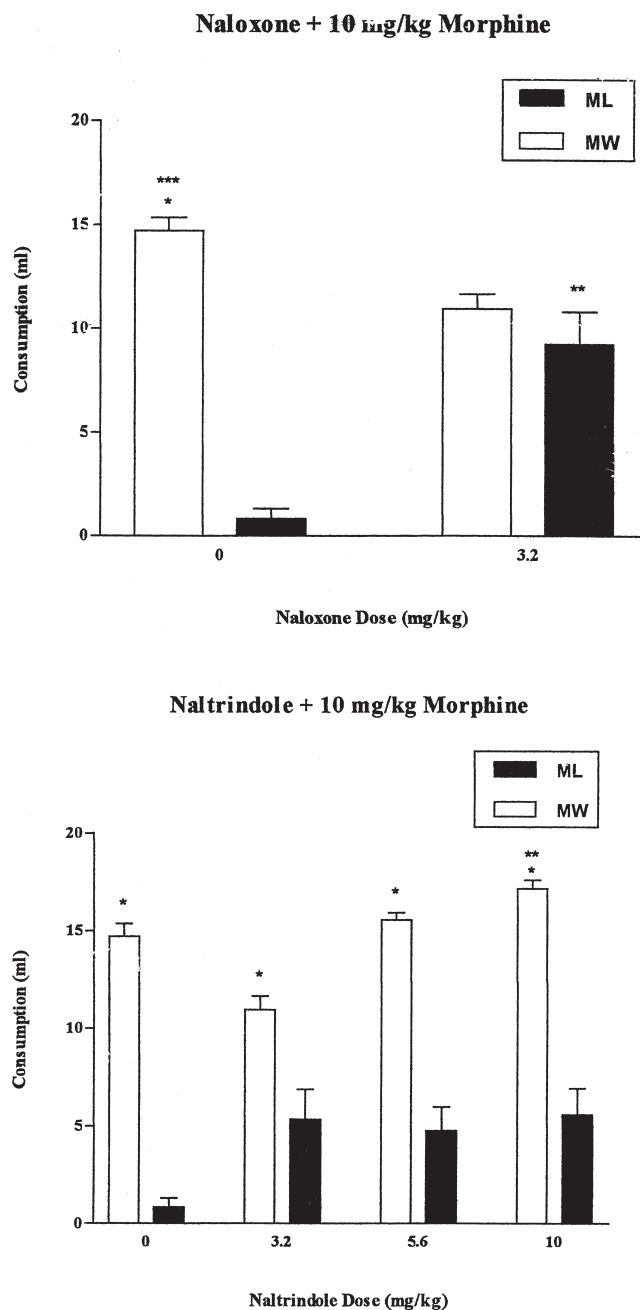 Naloxone + 10 mg/kg Morphine
ML
MW
20
15
10
5
0
***
*
**
Consumption (ml)
0 3.2
Naloxone Dose (mg/kg)
Naltrindole + 10 mg/kg Morphine
ML
MW
20
15
10
5
0
*
*
*
**
*
Consumption (ml)
0 3.2 5.6 10
Naltrindole Dose (mg/kg)